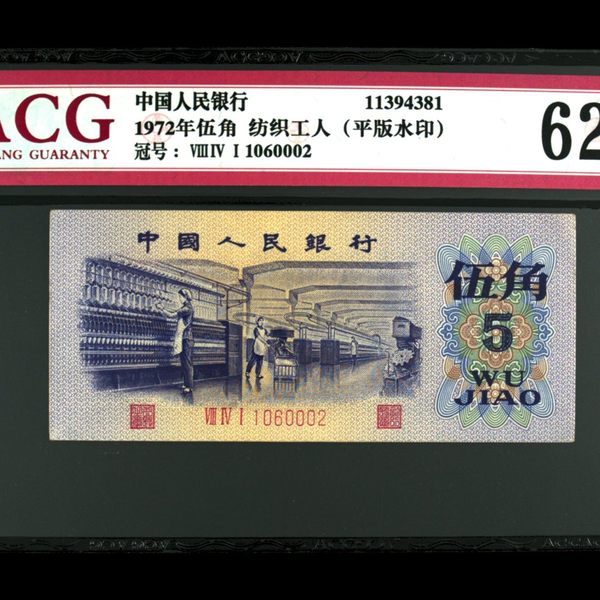 ACG
ANG GUARANTY
中国人民银行 11394381
1972年伍角 纺织工人（平版水印）
冠号： ⅧⅣ Ⅰ 1060002
62
中國人民銀行
伍角
5
WU
JIAO
ⅧⅣ Ⅰ 1060002